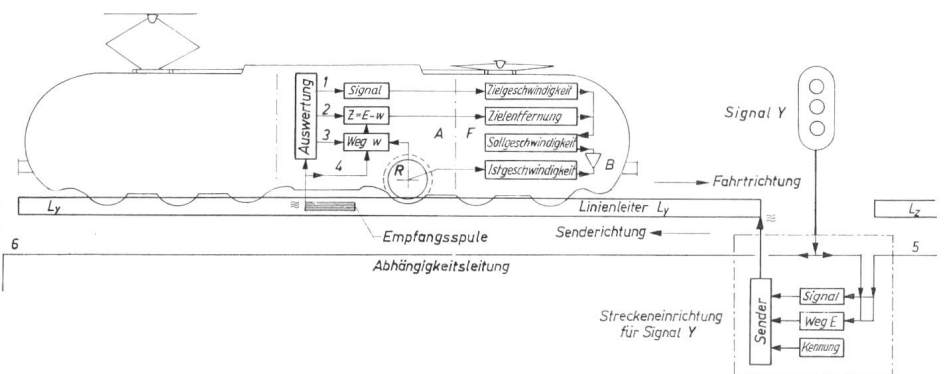 Auswertung
1
2
3
4
Signal
Z=E-w
Weg w
R
A
F
Zielgeschwindigkeit
Zielentfernung
Sollgeschwindigkeit
Istgeschwindigkeit
B
Signal Y
Fahrtrichtung
Ly
Linienleiter Ly
Lz
Empfangsspule
Senderichtung
6
5
Abhängigkeitsleitung
Streckeneinrichtung
für Signal Y
Sender
Signal
Weg E
Kennung